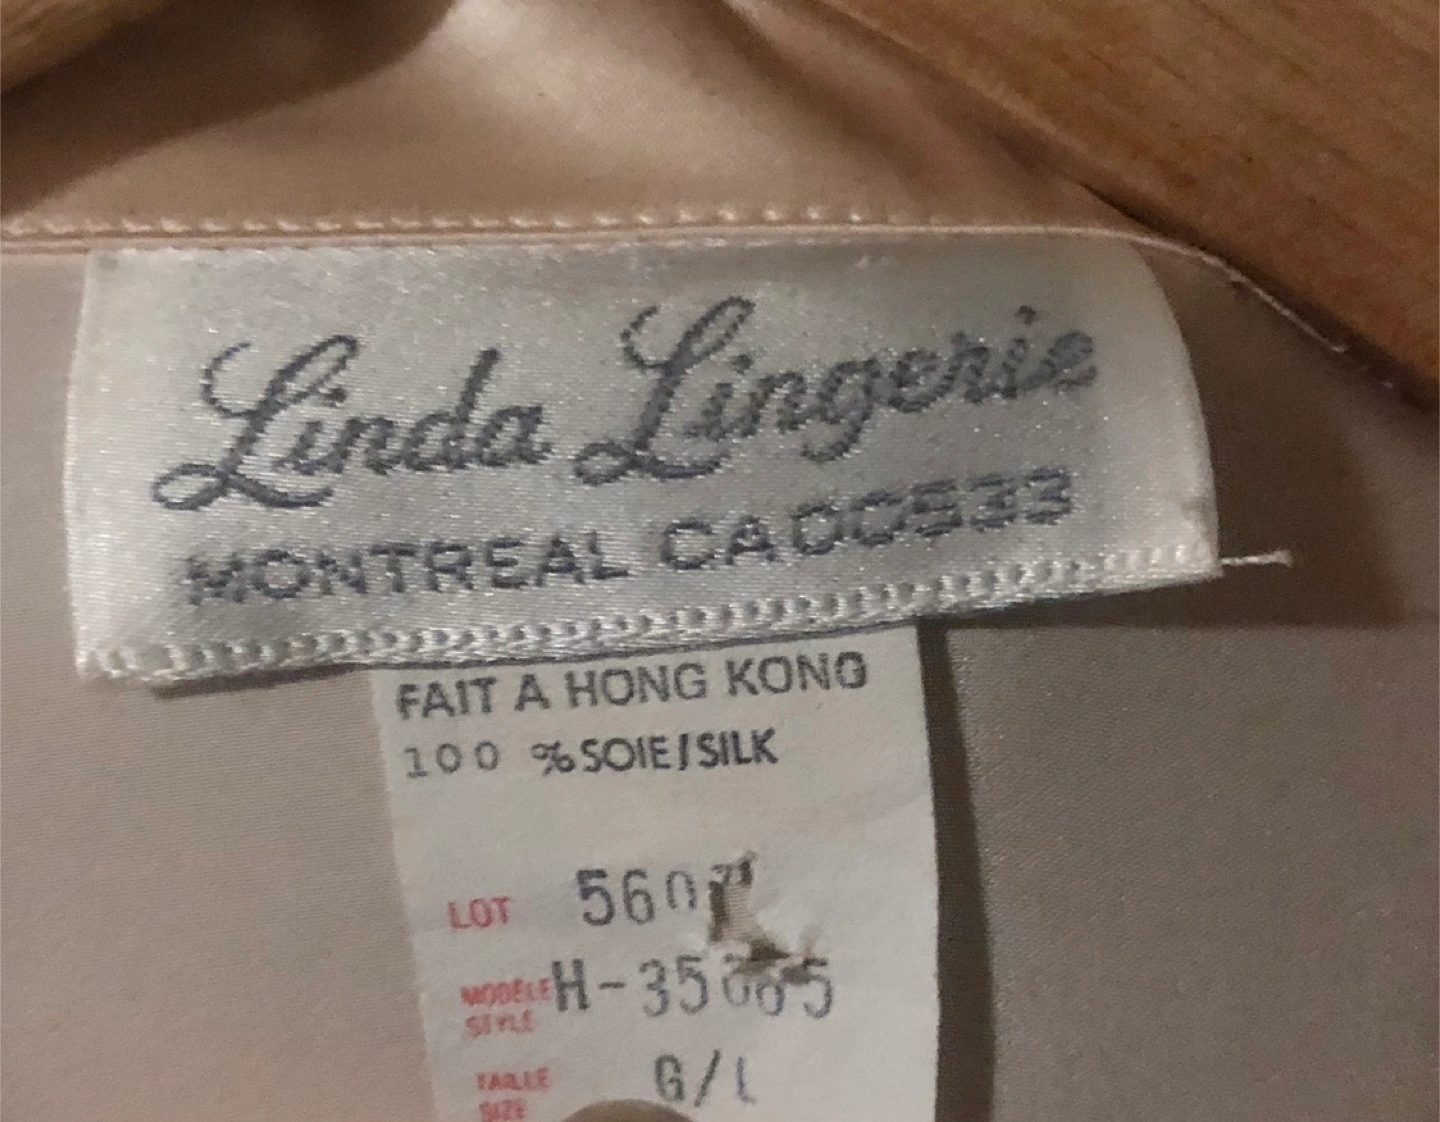 Linda Lingerie
MONTREAL CA00533
FAIT A HONG KONG
100 %SOIE/SILK
LOT
MODELE
STYLE
TAILLE G/L
SIZE